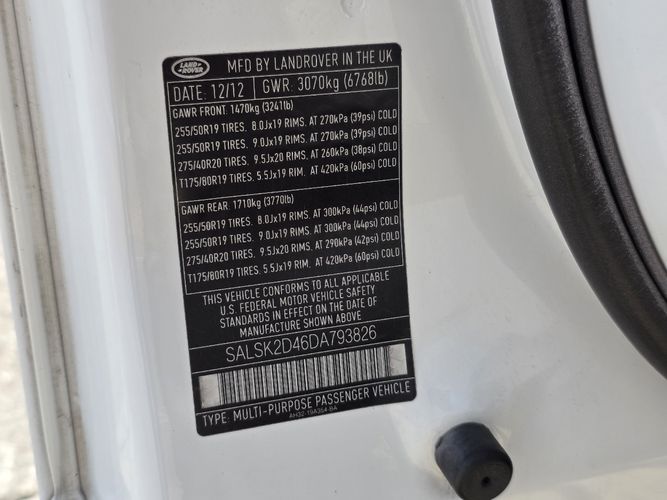 LAND ROVER
MFD BY LANDROVER IN THE UK
DATE: 12/12 GWR: 3070kg (6768lb)
GAWR FRONT: 1470kg (3241lb)
255/50R19 TIRES. 8.0Jx19 RIMS. AT 270kPa (39psi) COLD
255/50R19 TIRES. 9.0Jx19 RIMS. AT 270kPa (39psi) COLD
275/40R20 TIRES. 9.5Jx20 RIMS. AT 260kPa (38psi) COLD
T175/80R19 TIRES. 5.5Jx19 RIM. AT 420kPa (60psi) COLD
GAWR REAR: 1710kg (3770lb)
255/50R19 TIRES. 8.0Jx19 RIMS. AT 300kPa (44psi) COLD
255/50R19 TIRES. 9.0Jx19 RIMS. AT 300kPa (44psi) COLD
275/40R20 TIRES. 9.5Jx20 RIMS. AT 290kPa (42psi) COLD
T175/80R19 TIRES. 5.5Jx19 RIM. AT 420kPa (60psi) COLD
THIS VEHICLE CONFORMS TO ALL APPLICABLE
U.S. FEDERAL MOTOR VEHICLE SAFETY
STANDARDS IN EFFECT ON THE DATE OF
MANUFACTURE SHOWN ABOVE
SALSK2D46DA793826
TYPE: MULTI-PURPOSE PASSENGER VEHICLE
AH32-19A364-BA